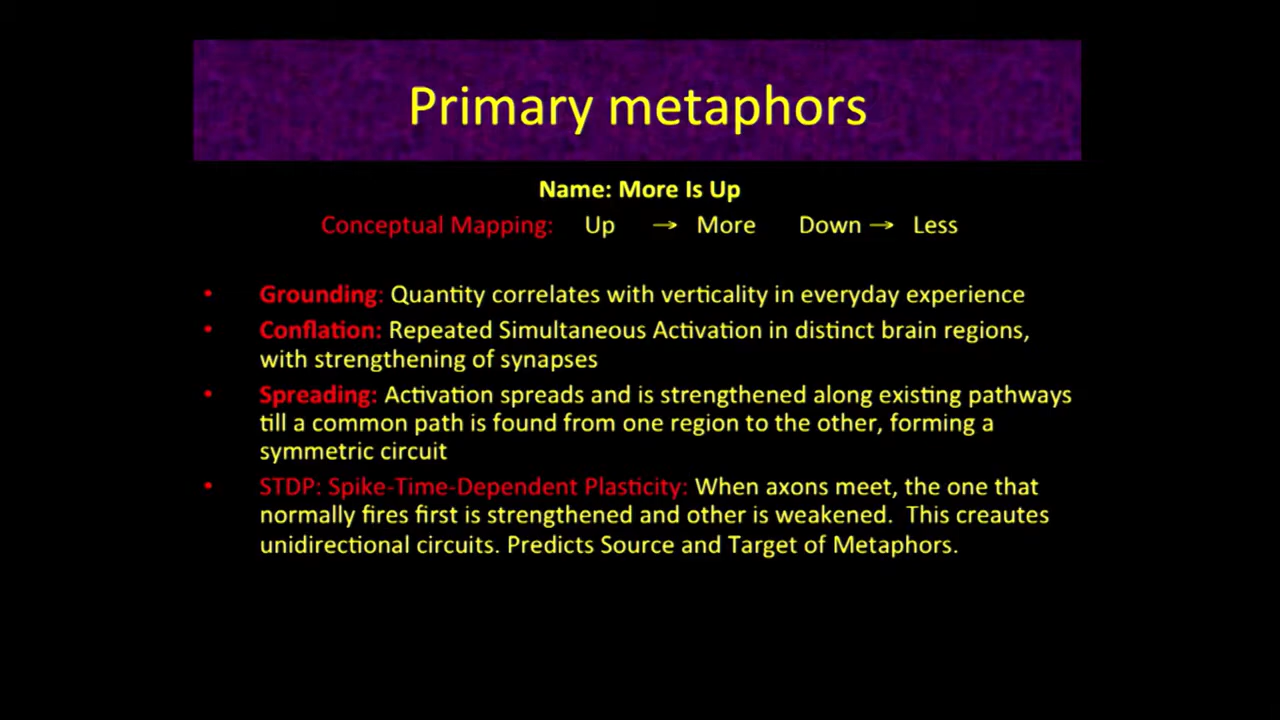 Primary metaphors
Name: More Is Up
Conceptual Mapping: Up → More Down → Less
• Grounding: Quantity correlates with verticality in everyday experience
• Conflation: Repeated Simultaneous Activation in distinct brain regions,
with strengthening of synapses
• Spreading: Activation spreads and is strengthened along existing pathways
till a common path is found from one region to the other, forming a
symmetric circuit
• STDP: Spike-Time-Dependent Plasticity: When axons meet, the one that
normally fires first is strengthened and other is weakened. This creautes
unidirectional circuits. Predicts Source and Target of Metaphors.